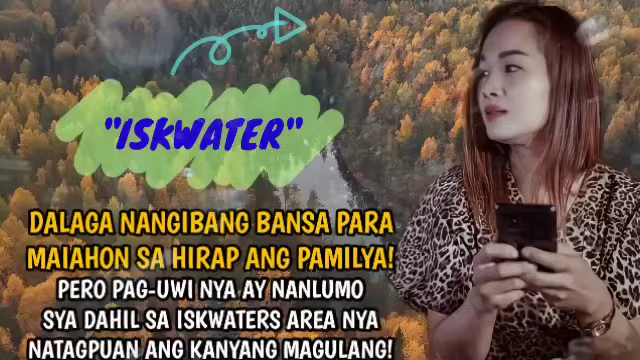 "ISKWATER"
DALAGA NANGIBANG BANSA PARA
MAIAHON SA HIRAP ANG PAMILYA!
PERO PAG-UWI NYA AY NANLUMO
SYA DAHIL SA ISKWATERS AREA NYA
NATAGPUAN ANG KANYANG MAGULANG!